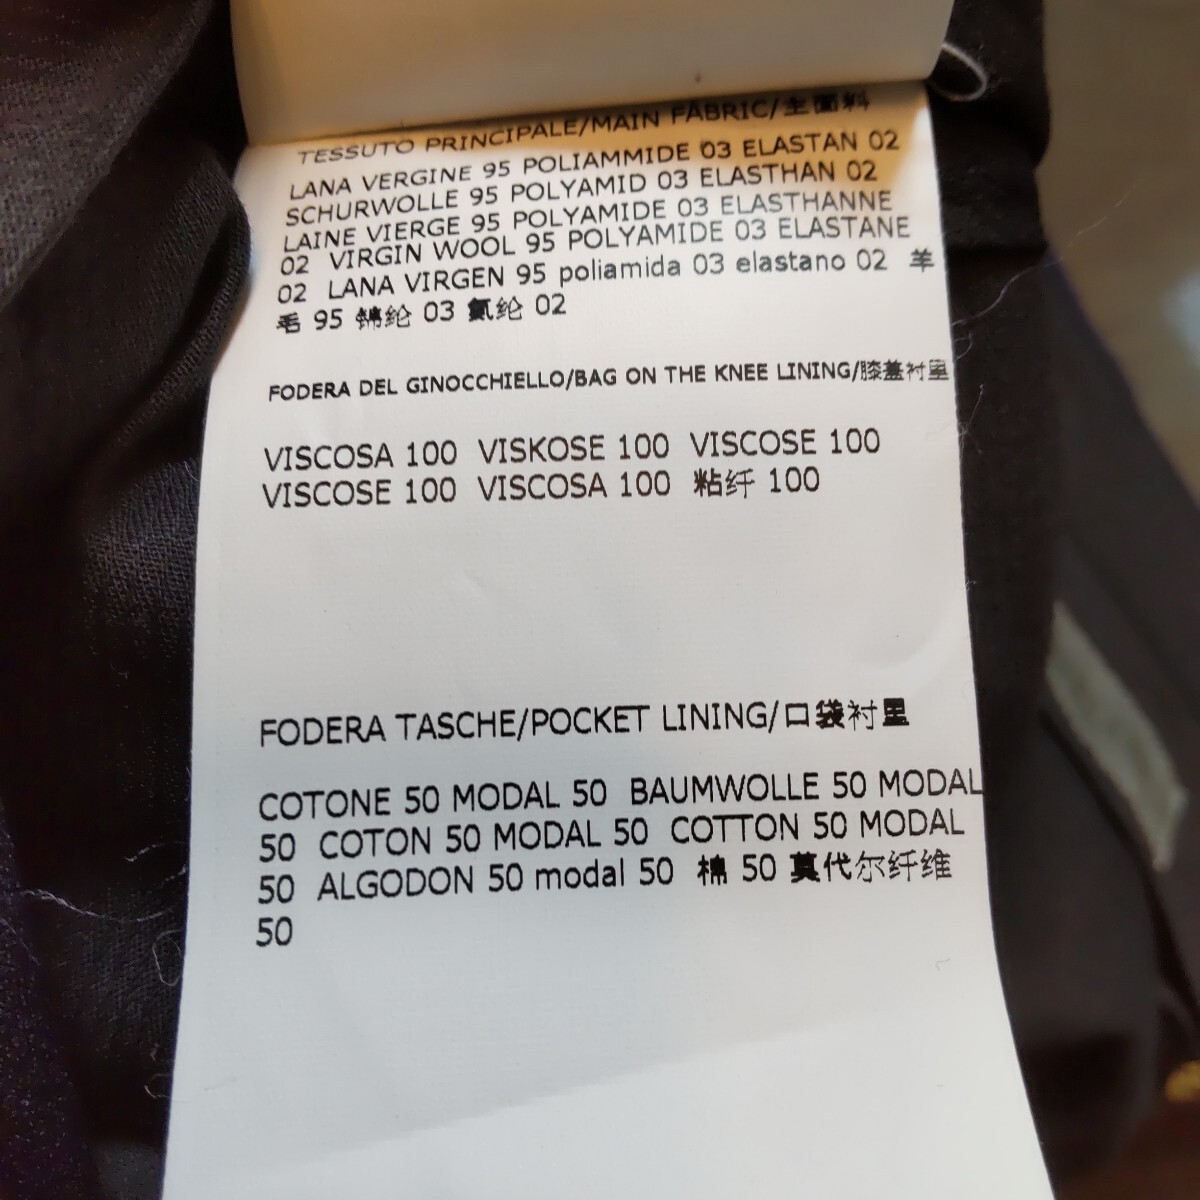 TESSUTO PRINCIPALE/MAIN FABRIC/主面料
LANA VERGINE 95 POLIAMMIDE 03 ELASTAN 02
SCHURWOLLE 95 POLYAMID 03 ELASTHAN 02
LAINE VIERGE 95 POLYAMIDE 03 ELASTHANNE
02 VIRGIN WOOL 95 POLYAMIDE 03 ELASTANE
02 LANA VIRGEN 95 poliamida 03 elastano 02 羊
毛 95 锦纶 03 氨纶 02
FODERA DEL GINOCCHIELLO/BAG ON THE KNEE LINING/膝盖衬里
VISCOSA 100 VISKOSE 100 VISCOSE 100
VISCOSE 100 VISCOSA 100 粘纤 100
FODERA TASCHE/POCKET LINING/口袋衬里
COTONE 50 MODAL 50 BAUMWOLLE 50 MODAL
50 COTON 50 MODAL 50 COTTON 50 MODAL
50 ALGODON 50 modal 50 棉 50 莫代尔纤维
50